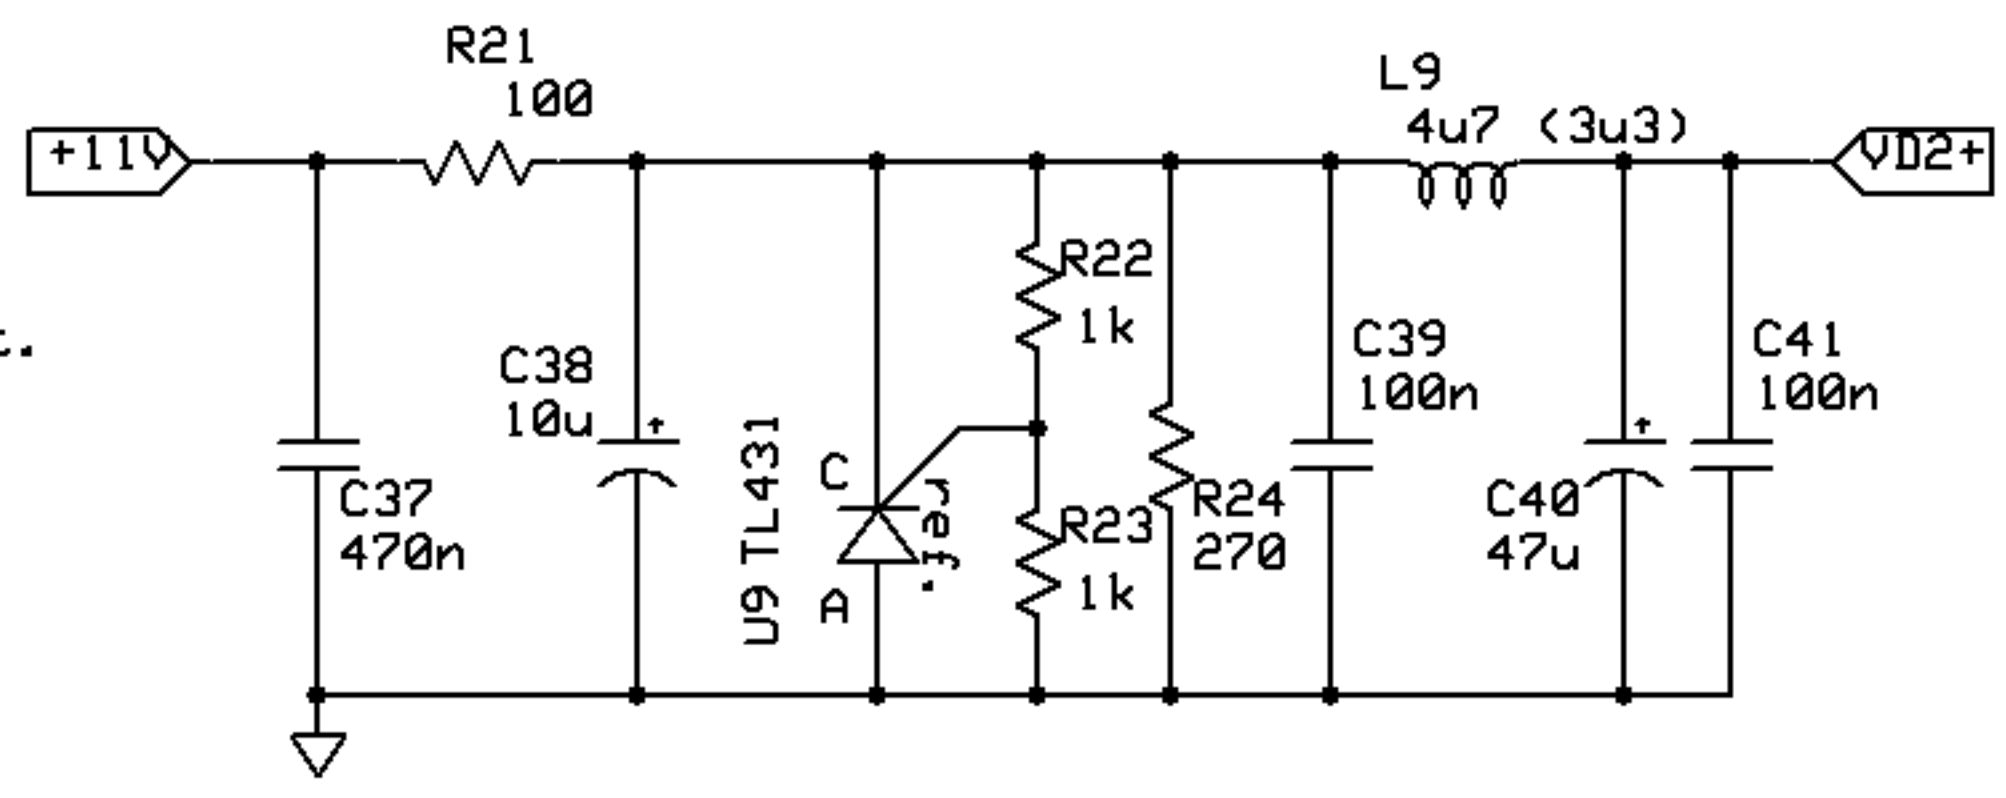 R21
100
L9
4u7 (3u3)
+11V
VD2+
R22
1k
C38
10u
+
C39
100n
+
C41
100n
C37
470n
U9 TL431
C
A
ref.
R23
1k
R24
270
C40
47u